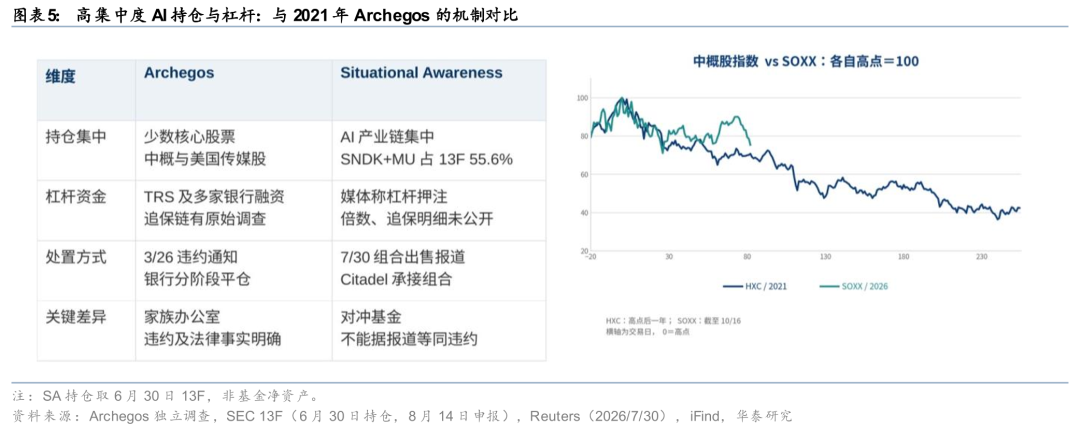 图表5： 高集中度 AI 持仓与杠杆：与 2021 年 Archegos 的机制对比
维度
Archegos
Situational Awareness
持仓集中
少数核心股票
中概与美国传媒股
AI 产业链集中
SNDK+MU 占 13F 55.6%
杠杆资金
TRS 及多家银行融资
追保链有原始调查
媒体称杠杆押注
倍数、追保明细未公开
处置方式
3/26 违约通知
银行分阶段平仓
7/30 组合出售报道
Citadel 承接组合
关键差异
家族办公室
违约及法律事实明确
对冲基金
不能据报道等同违约
中概股指数 vs SOXX：各自高点＝100
100
80
60
40
20
-20
30
80
130
180
230
HXC / 2021
SOXX / 2026
HXC：高点后一年； SOXX：截至 10/16
横轴为交易日，0＝高点
注：SA 持仓取 6 月 30 日 13F，非基金净资产。
资料来源：Archegos 独立调查，SEC 13F（6 月 30 日持仓，8 月 14 日申报），Reuters（2026/7/30），iFind，华泰研究